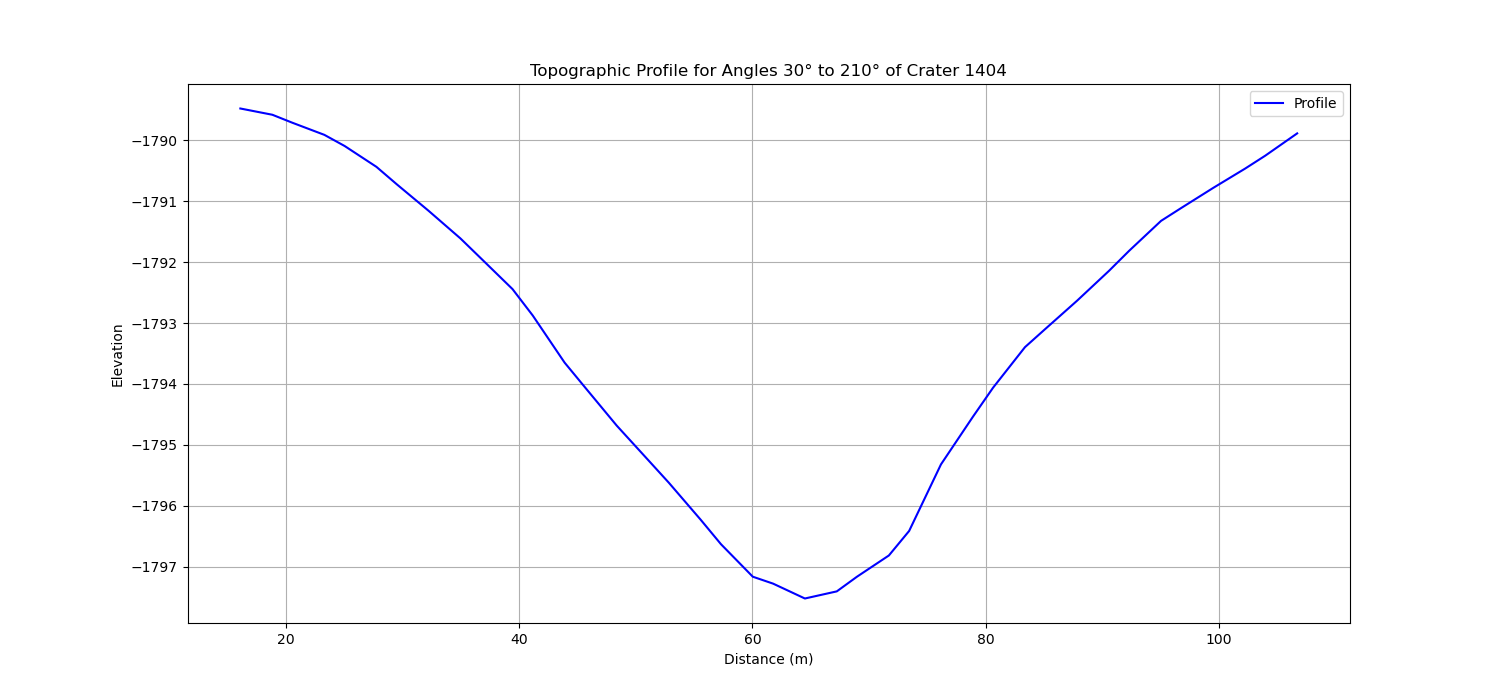 Topographic Profile for Angles 30° to 210° of Crater 1404
Profile
−1790
−1791
−1792
−1793
−1794
−1795
−1796
−1797
Elevation
20 40 60 80 100
Distance (m)